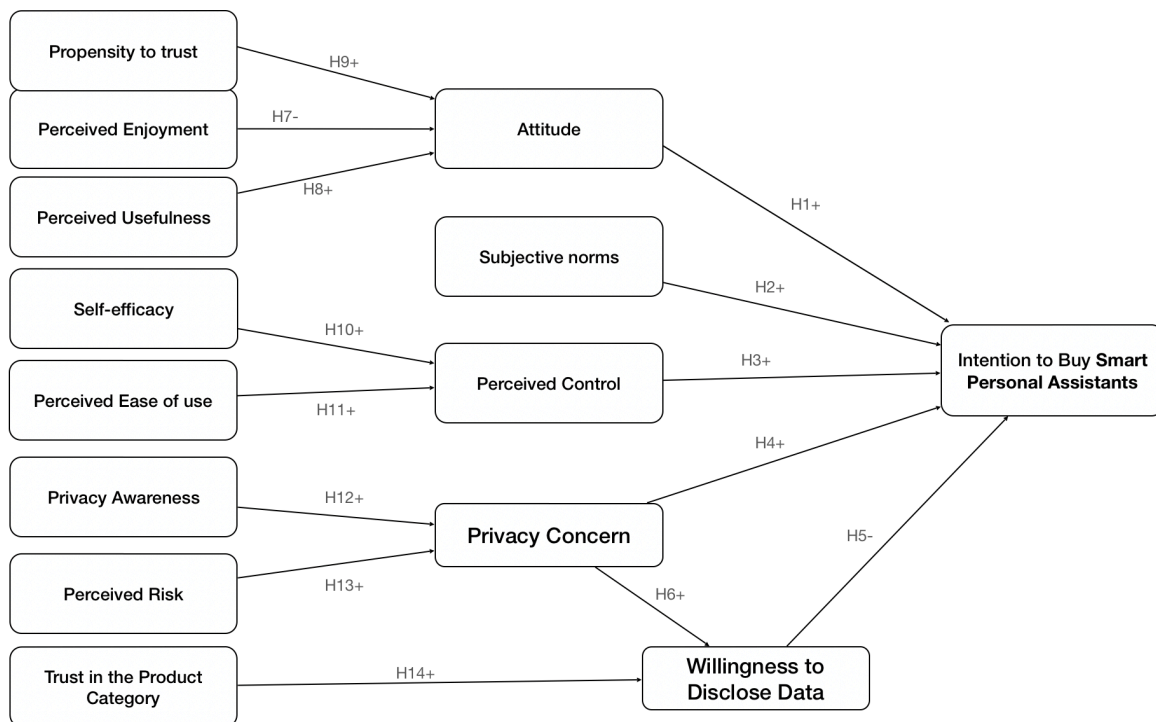 Propensity to trust
H9+
Perceived Enjoyment
H7-
Attitude
Perceived Usefulness
H8+
H1+
Subjective norms
H2+
Self-efficacy
H10+
Perceived Control
H3+
Intention to Buy Smart
Personal Assistants
Perceived Ease of use
H11+
H4+
Privacy Awareness
H12+
Privacy Concern
H5-
Perceived Risk
H13+
H6+
Trust in the Product
Category
H14+
Willingness to
Disclose Data